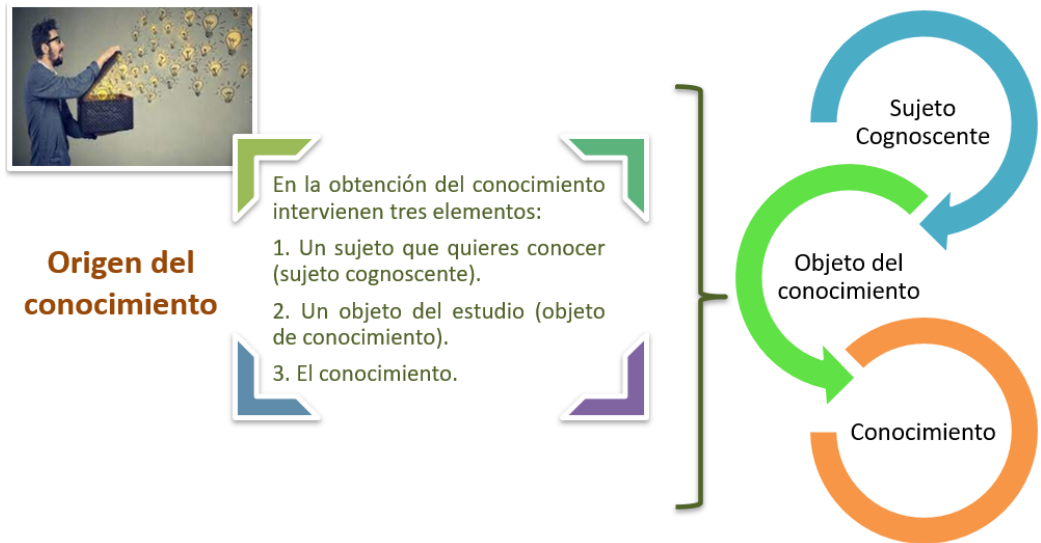 Origen del
conocimiento
En la obtención del conocimiento
intervienen tres elementos:
1. Un sujeto que quieres conocer
(sujeto cognoscente).
2. Un objeto del estudio (objeto
de conocimiento).
3. El conocimiento.
Sujeto
Cognoscente
Objeto del
conocimiento
Conocimiento